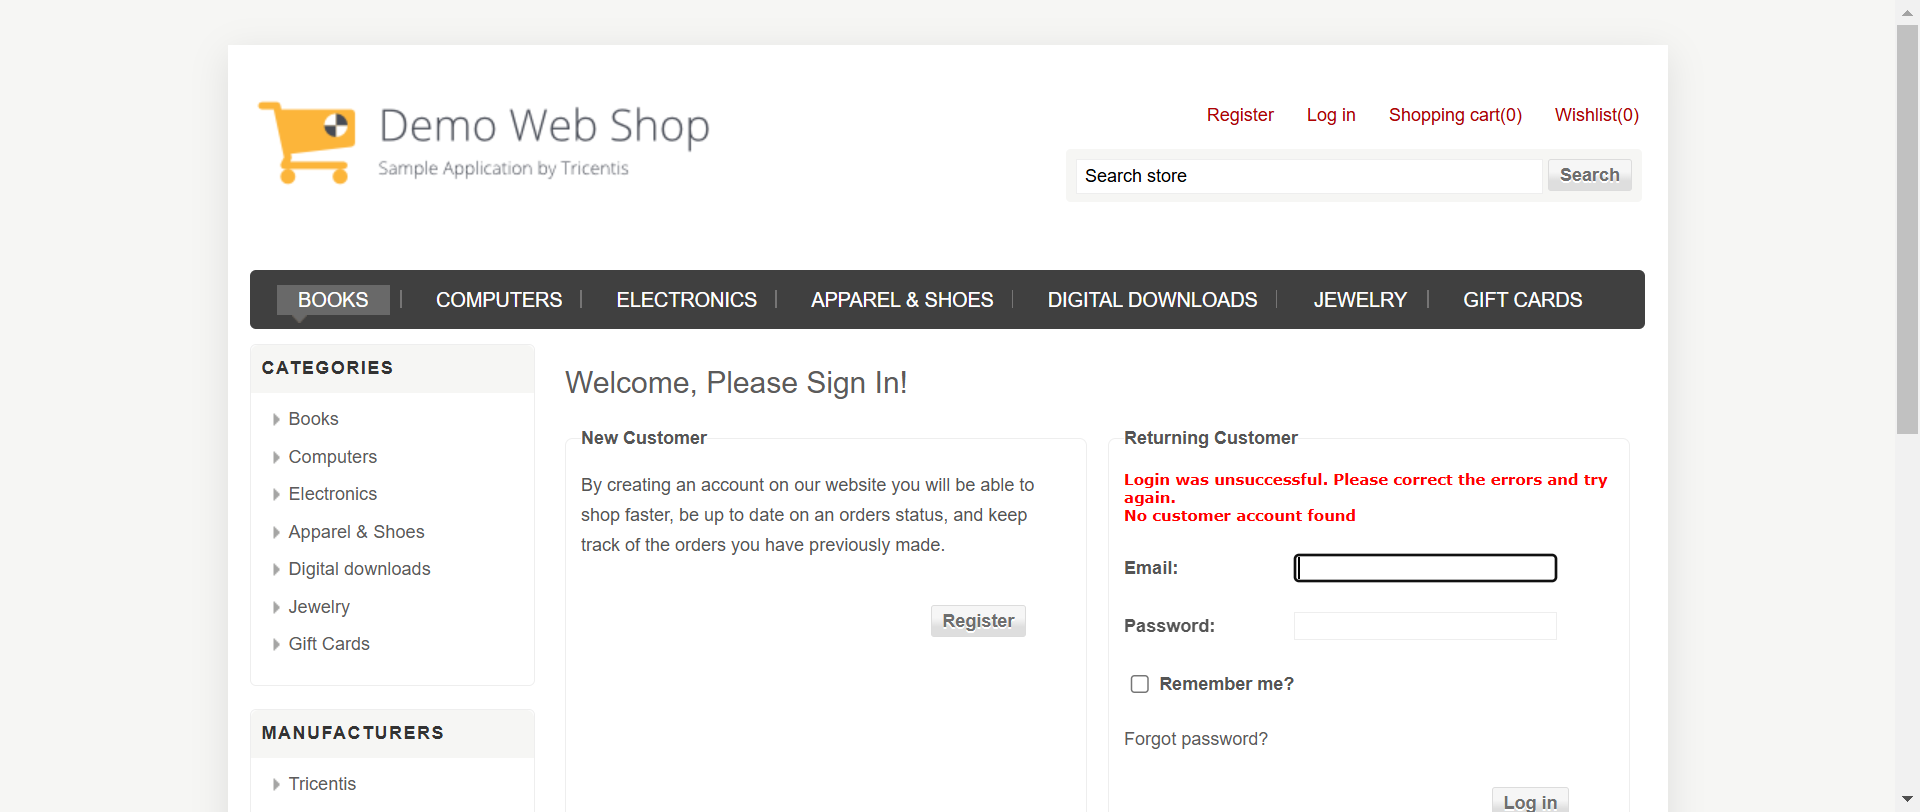 Demo Web Shop
Sample Application by Tricentis
Register Log in Shopping cart(0) Wishlist(0)
Search store Search
BOOKS COMPUTERS ELECTRONICS APPAREL & SHOES DIGITAL DOWNLOADS JEWELRY GIFT CARDS
CATEGORIES
Books
Computers
Electronics
Apparel & Shoes
Digital downloads
Jewelry
Gift Cards
MANUFACTURERS
Tricentis
Welcome, Please Sign In!
New Customer
By creating an account on our website you will be able to
shop faster, be up to date on an orders status, and keep
track of the orders you have previously made.
Register
Returning Customer
Login was unsuccessful. Please correct the errors and try
again.
No customer account found
Email:
Password:
Remember me?
Forgot password?
Log in